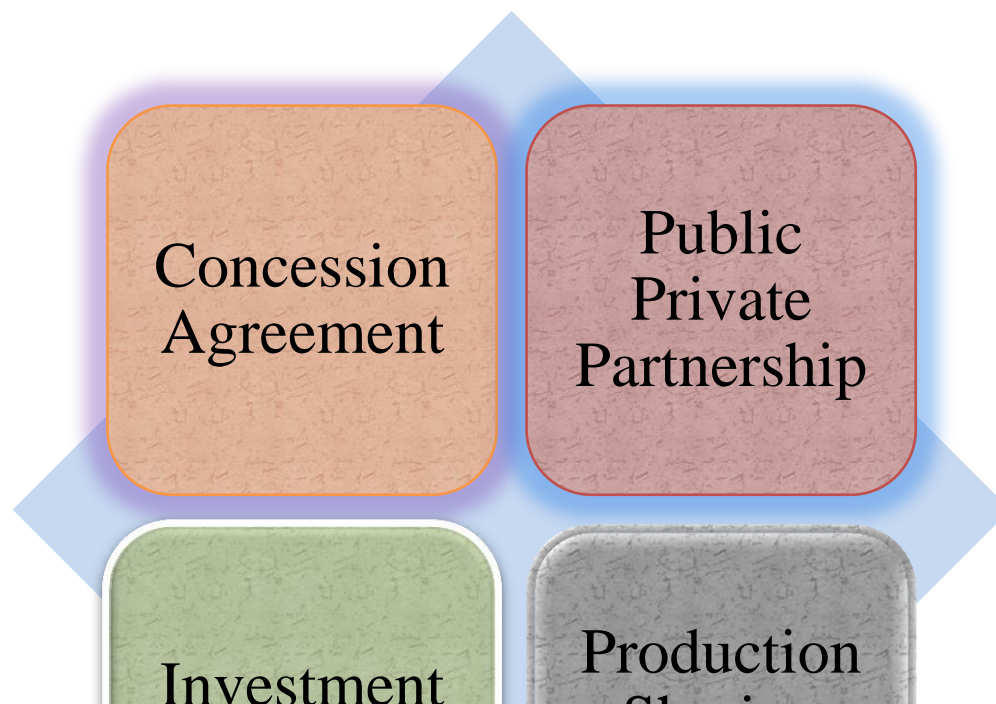 Concession
Agreement
Public
Private
Partnership
Investment
Production